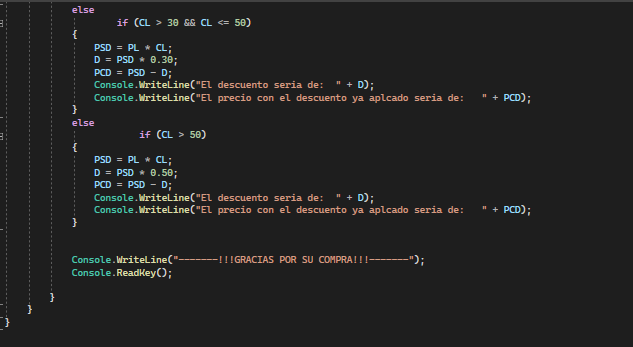 else
if (CL > 30 && CL <= 50)
{
PSD = PL * CL;
D = PSD * 0.30;
PCD = PSD - D;
Console.WriteLine("El descuento seria de:  " + D);
Console.WriteLine("El precio con el descuento ya aplcado seria de:   " + PCD);
}
else
if (CL > 50)
{
PSD = PL * CL;
D = PSD * 0.50;
PCD = PSD - D;
Console.WriteLine("El descuento seria de:  " + D);
Console.WriteLine("El precio con el descuento ya aplcado seria de:   " + PCD);
}
Console.WriteLine("-------!!!GRACIAS POR SU COMPRA!!!-------");
Console.ReadKey();
}
}
}